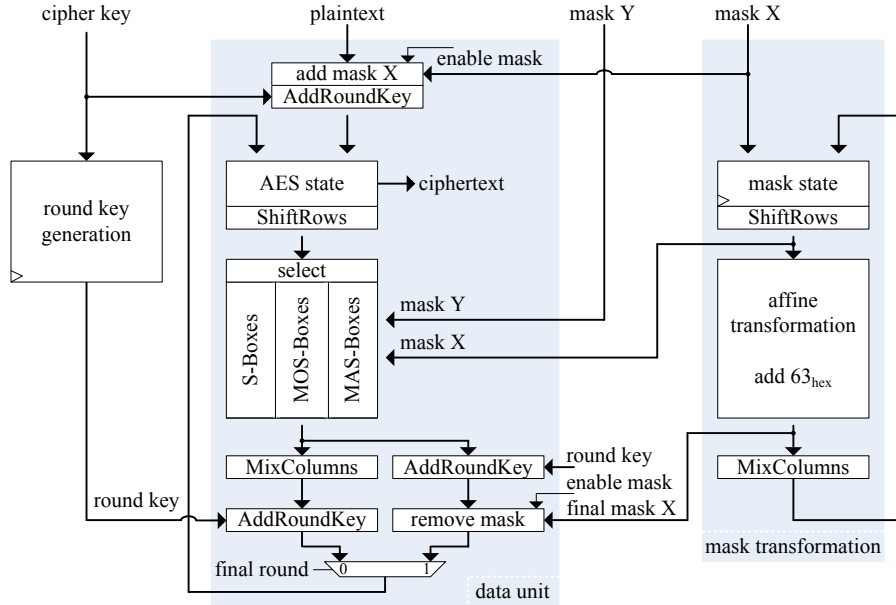 cipher key
plaintext
mask Y
mask X
enable mask
add mask X
AddRoundKey
AES state
ciphertext
ShiftRows
mask state
ShiftRows
round key
generation
select
S-Boxes
MOS-Boxes
MAS-Boxes
mask Y
mask X
affine
transformation
add 63hex
MixColumns
AddRoundKey
round key
MixColumns
enable mask
round key
AddRoundKey
remove mask
final mask X
final round
0
1
data unit
mask transformation